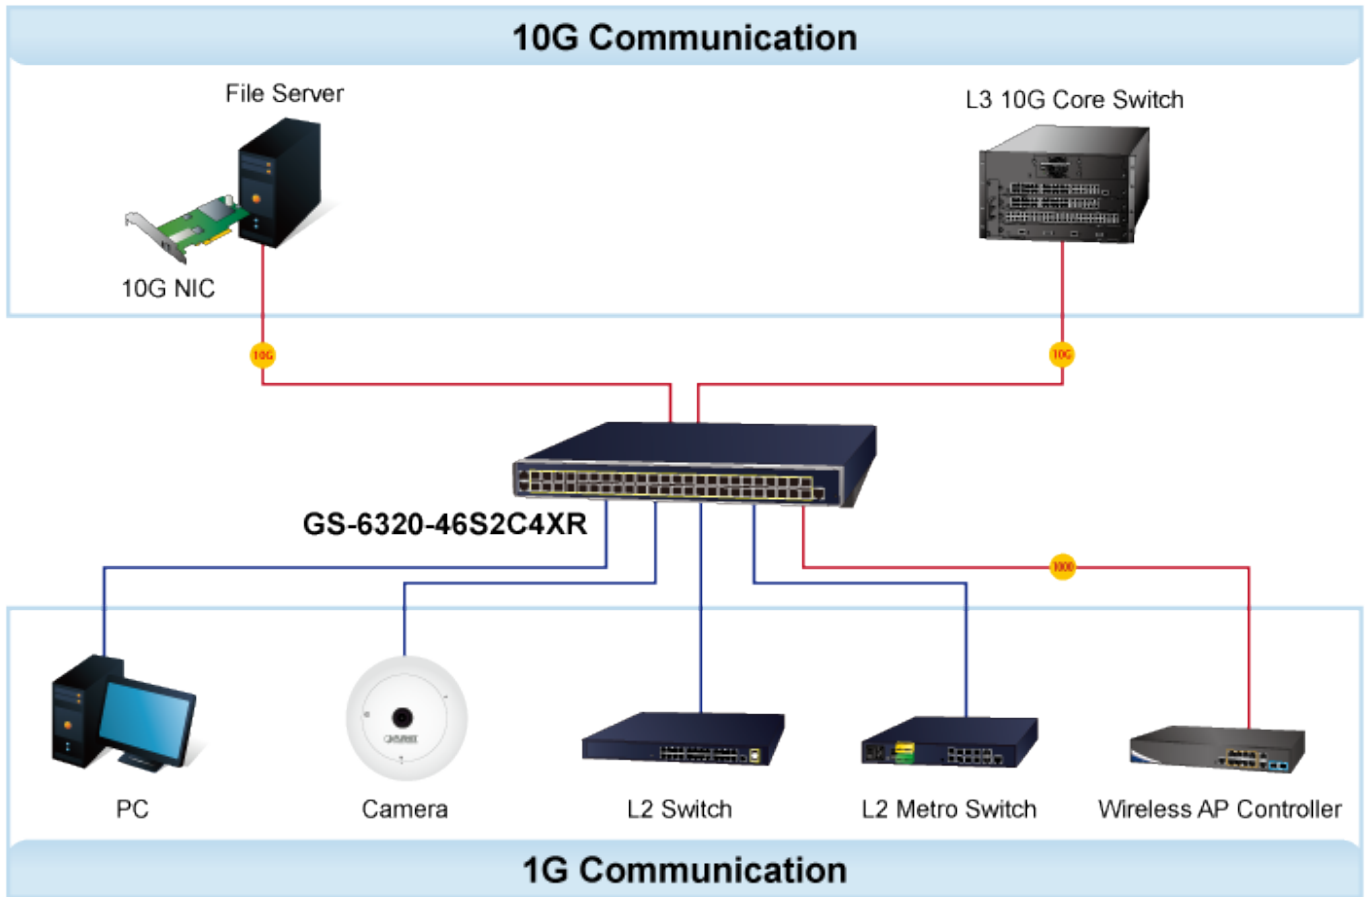 10G Communication
File Server
L3 10G Core Switch
10G NIC
10G
10G
GS-6320-46S2C4XR
1000
PC
Camera
L2 Switch
L2 Metro Switch
Wireless AP Controller
1G Communication